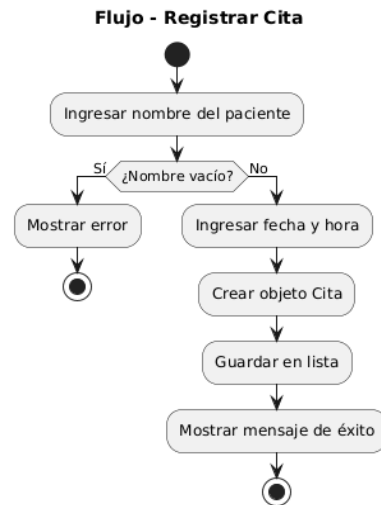 Flujo - Registrar Cita
Ingresar nombre del paciente
¿Nombre vacío?
Sí
No
Mostrar error
Ingresar fecha y hora
Crear objeto Cita
Guardar en lista
Mostrar mensaje de éxito